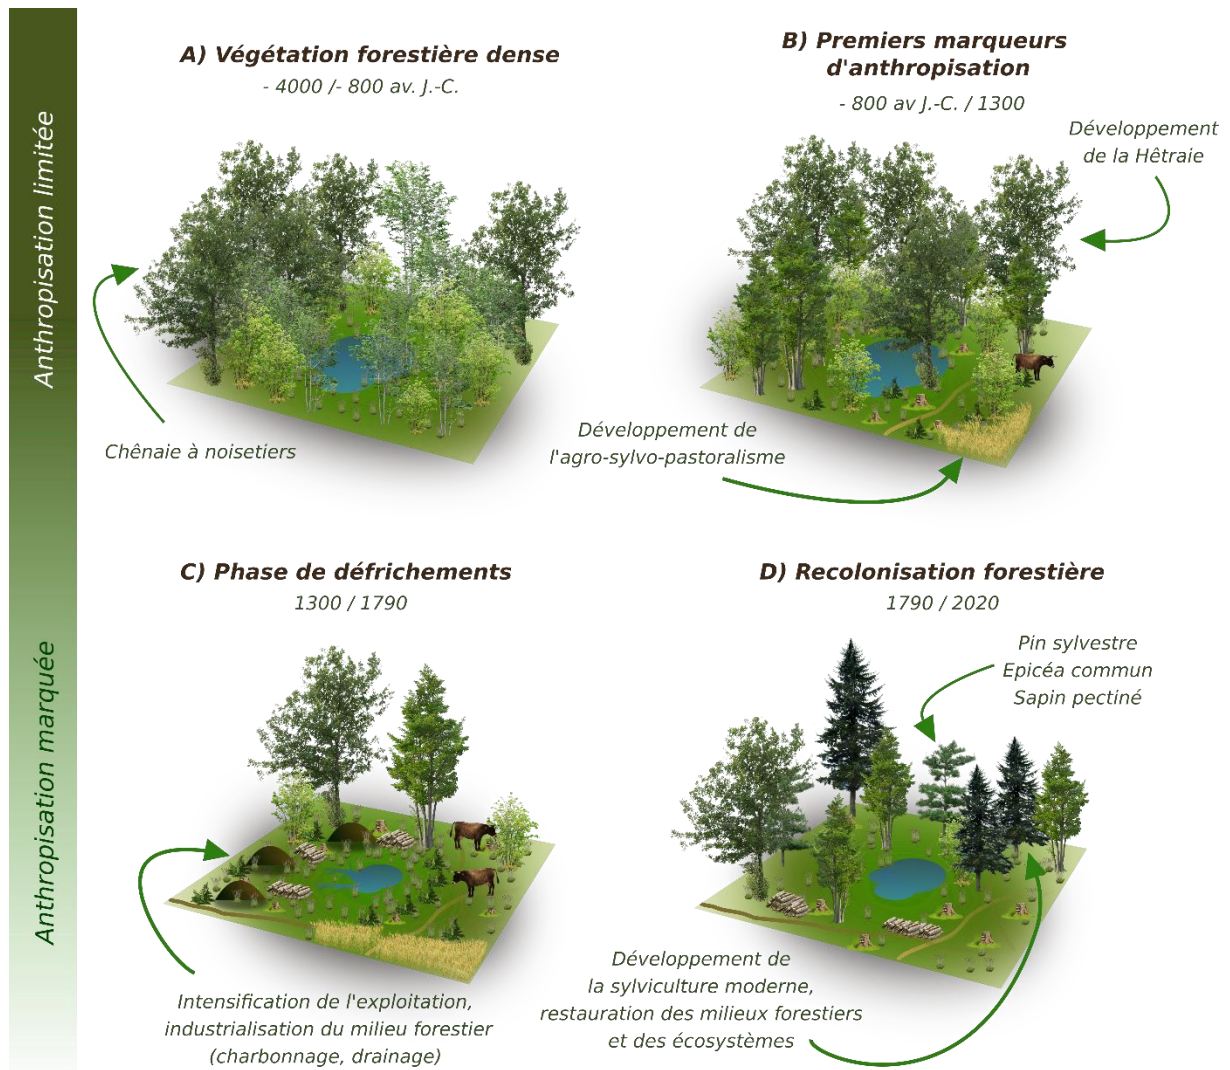 Anthropisation limitée
A) Végétation forestière dense
- 4000 /- 800 av. J.-C.
Chênaie à noisetiers
B) Premiers marqueurs
d'anthropisation
- 800 av J.-C. / 1300
Développement
de la Hêtraie
Développement de
l'agro-sylvo-pastoralisme
Anthropisation marquée
C) Phase de défrichements
1300 / 1790
Intensification de l'exploitation,
industrialisation du milieu forestier
(charbonnage, drainage)
D) Recolonisation forestière
1790 / 2020
Pin sylvestre
Epicéa commun
Sapin pectiné
Développement de
la sylviculture moderne,
restauration des milieux forestiers
et des écosystèmes